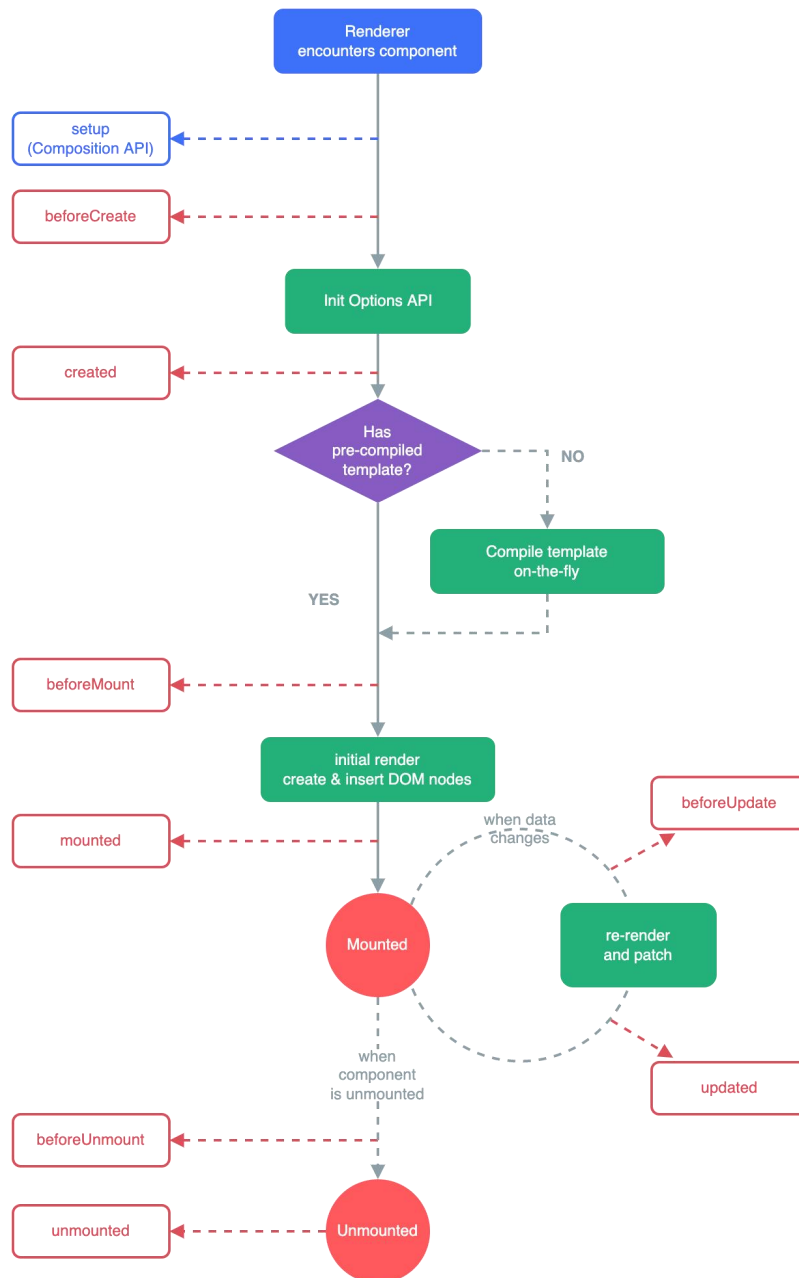 Renderer
encounters component
setup
(Composition API)
beforeCreate
Init Options API
created
Has
pre-compiled
template?
NO
Compile template
on-the-fly
YES
beforeMount
initial render
create & insert DOM nodes
beforeUpdate
when data
changes
mounted
Mounted
re-render
and patch
when
component
is unmounted
updated
beforeUnmount
unmounted
Unmounted